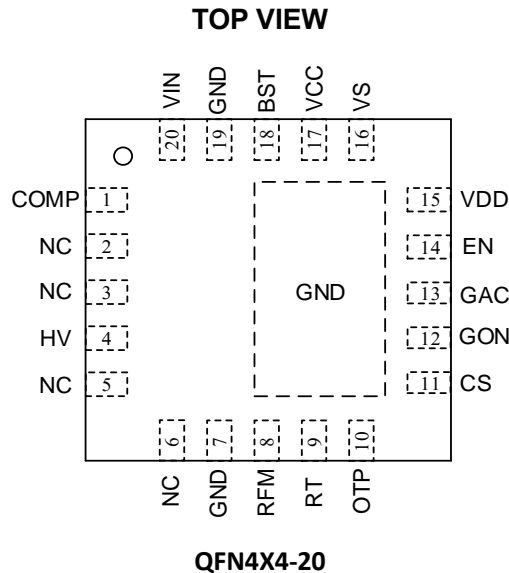 TOP VIEW
VIN GND BST VCC VS
20 19 18 17 16
COMP 1
NC 2
NC 3
HV 4
NC 5
GND
15 VDD
14 EN
13 GAC
12 GON
11 CS
6 7 8 9 10
NC GND RFM RT OTP
QFN4X4-20